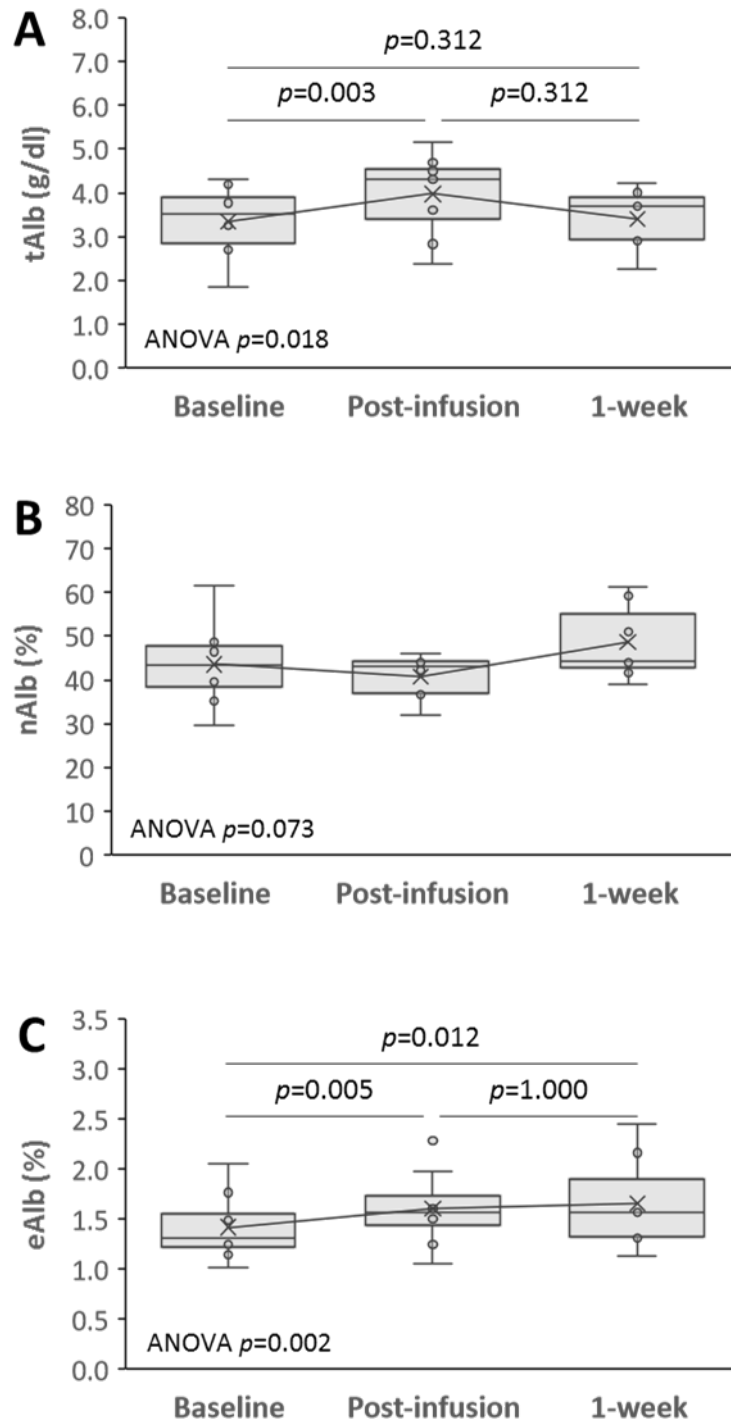 A
8.0
7.0
6.0
5.0
4.0
3.0
2.0
1.0
0.0
tAlb (g/dl)
p=0.312
p=0.003
p=0.312
ANOVA p=0.018
Baseline
Post-infusion
1-week
B
80
70
60
50
40
30
20
10
0
nAlb (%)
ANOVA p=0.073
Baseline
Post-infusion
1-week
C
3.5
3.0
2.5
2.0
1.5
1.0
0.5
0.0
eAlb (%)
p=0.012
p=0.005
p=1.000
ANOVA p=0.002
Baseline
Post-infusion
1-week